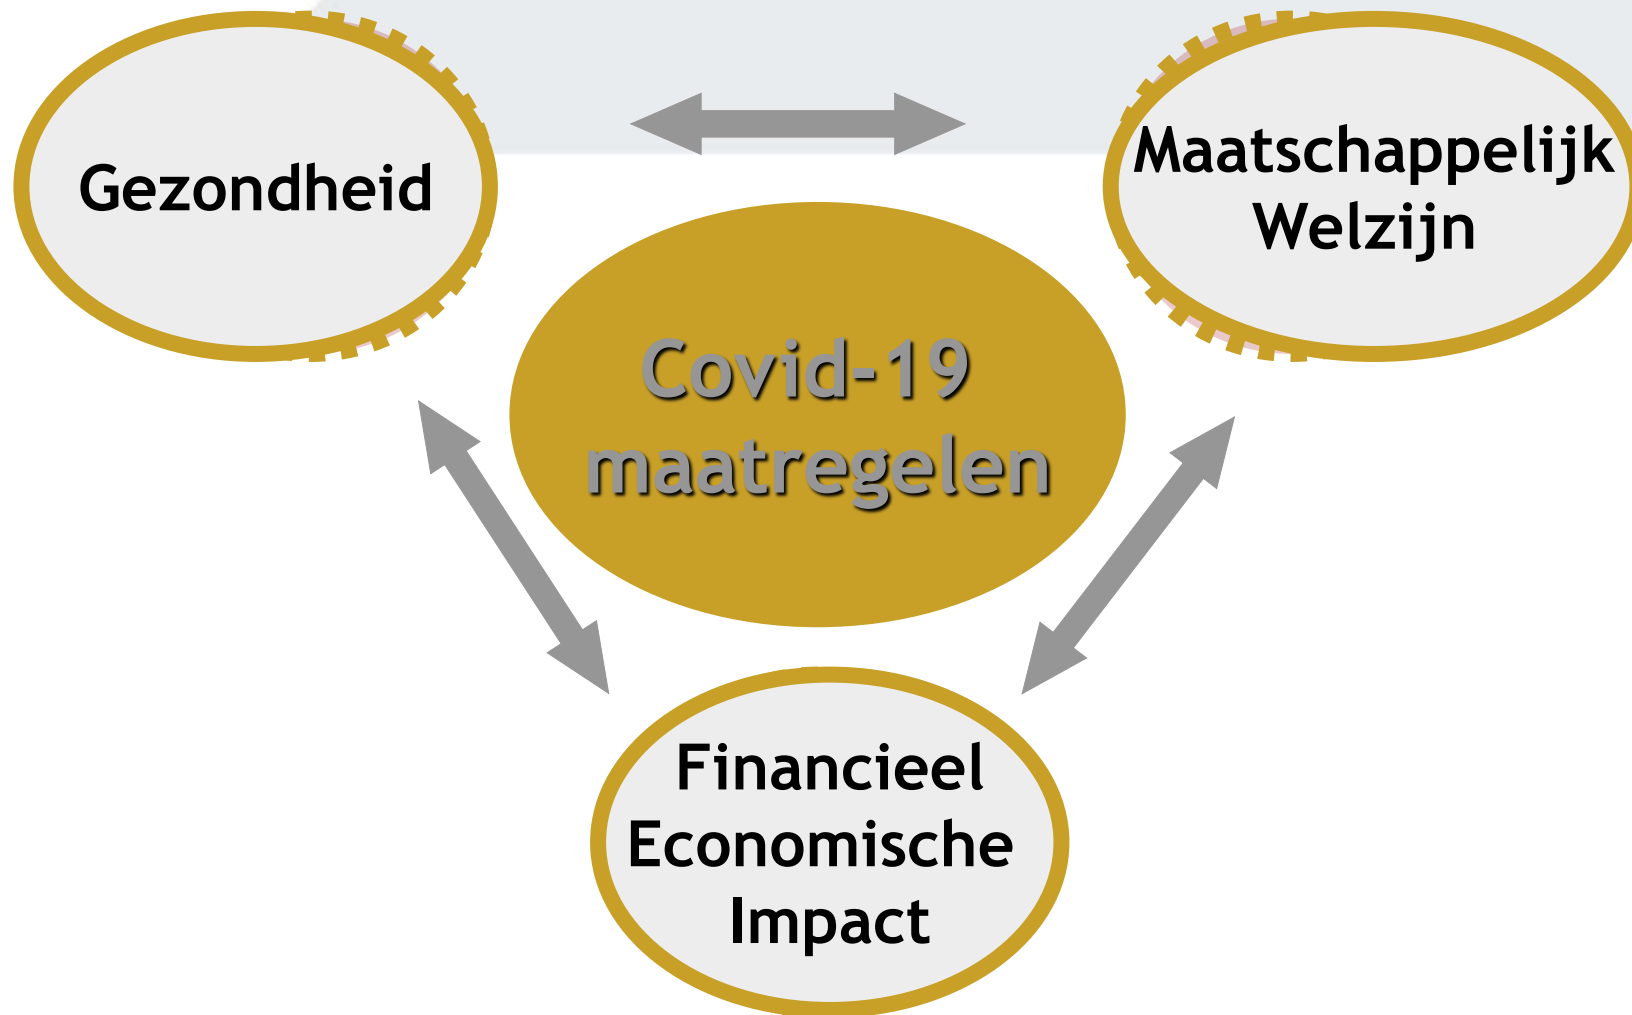 Gezondheid
Maatschappelijk
Welzijn
Covid-19
maatregelen
Financieel
Economische
Impact